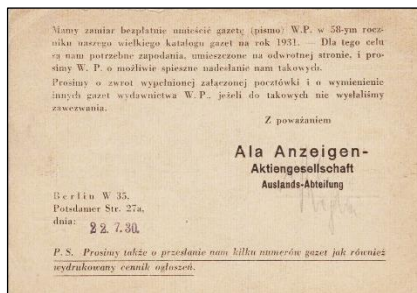 Mamy zamiar bezpłatnie umieścić gazetę (pismo) W.P. w 58-ym rocz-
niku naszego wielkiego katalogu gazet na rok 1931. — Dla tego celu
są nam potrzebne zapodania, umieszczone na odwrotnej stronie, i pro-
simy W. P. o możliwie spieszne nadesłanie nam takowych.
Prosimy o zwrot wypełnionej załączonej pocztówki i o wymienienie
innych gazet wydawnictwa W. P., jeżeli do takowych nie wysłaliśmy
zawezwania.
Z poważaniem
Ala Anzeigen-
Aktiengesellschaft
Auslands-Abteilung
Berlin W 35.
Potsdamer Str. 27a,
dnia: 22.7.30.
P. S. Prosimy także o przesłanie nam kilku numerów gazet jak również
wydrukowany cennik ogłoszeń.